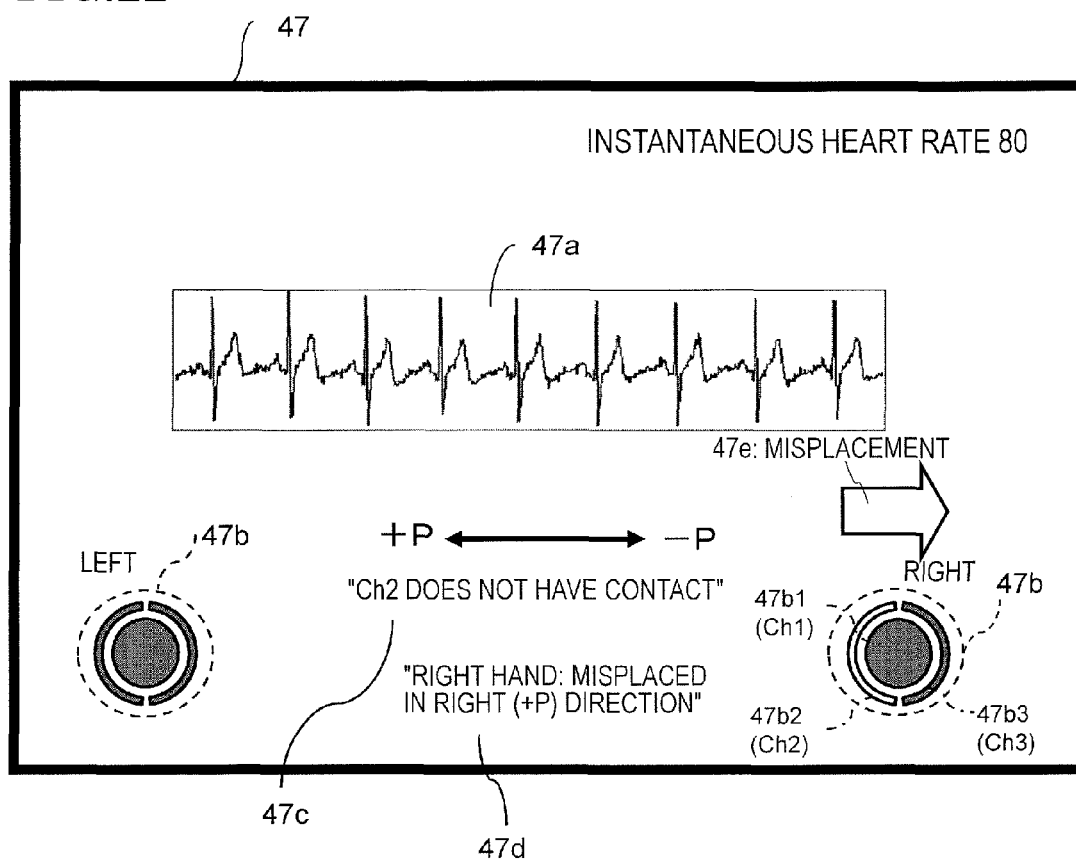 47
INSTANTANEOUS HEART RATE 80
47a
47e: MISPLACEMENT
+P
−P
LEFT
47b
RIGHT
47b
"Ch2 DOES NOT HAVE CONTACT"
47b1
(Ch1)
"RIGHT HAND: MISPLACED
IN RIGHT (+P) DIRECTION"
47b2
(Ch2)
47b3
(Ch3)
47c
47d